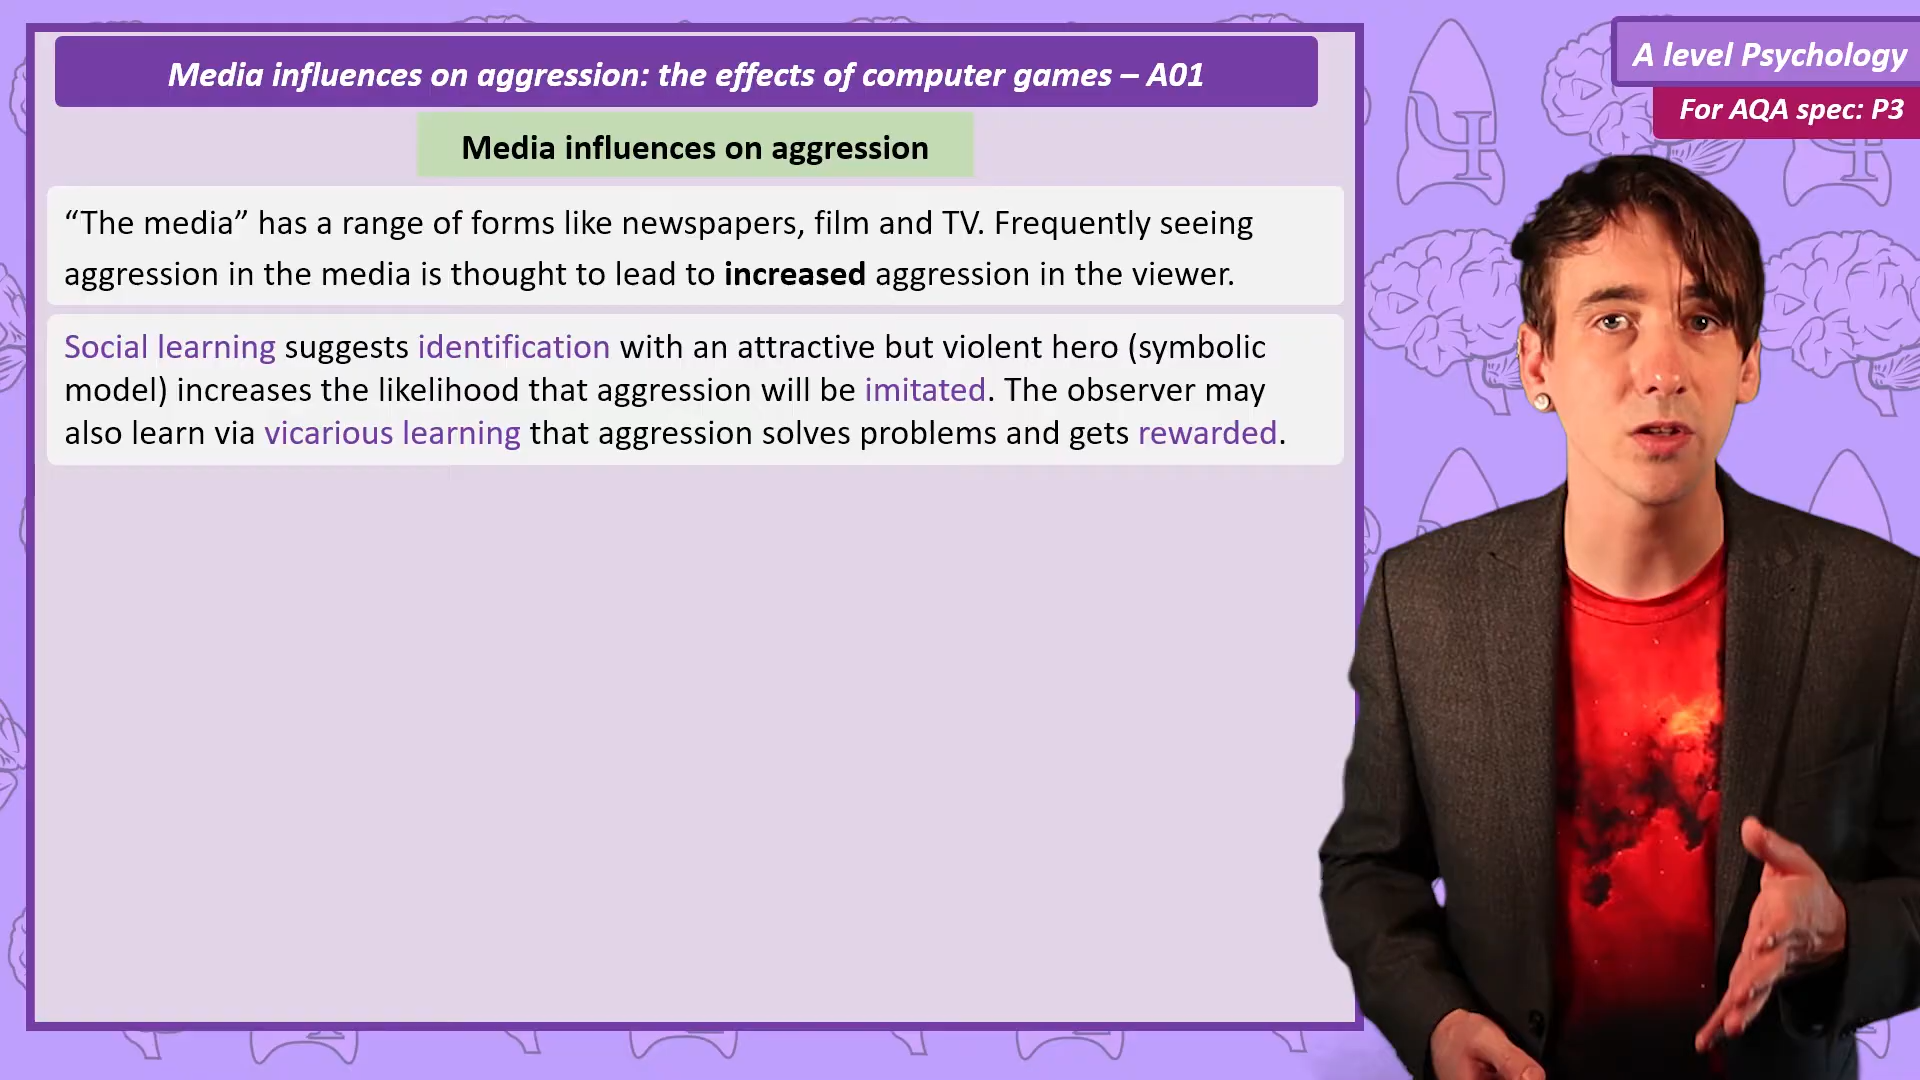 Media influences on aggression: the effects of computer games – A01
A level Psychology
For AQA spec: P3
Media influences on aggression
“The media” has a range of forms like newspapers, film and TV. Frequently seeing
aggression in the media is thought to lead to increased aggression in the viewer.
Social learning suggests identification with an attractive but violent hero (symbolic
model) increases the likelihood that aggression will be imitated. The observer may
also learn via vicarious learning that aggression solves problems and gets rewarded.